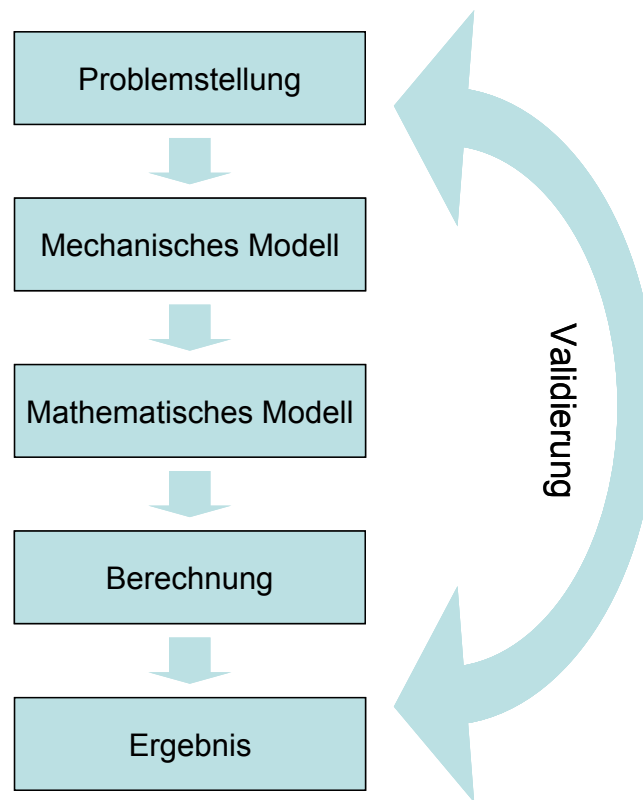 Problemstellung
Mechanisches Modell
Mathematisches Modell
Berechnung
Ergebnis
Validierung